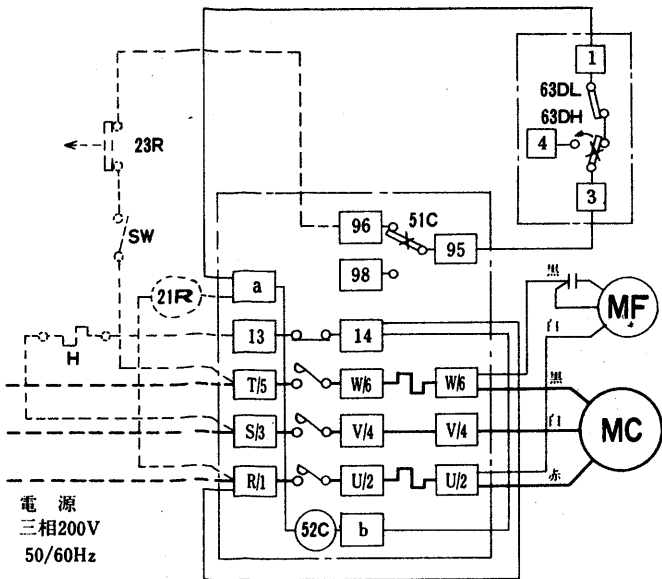 1
63DL
63DH
4
3
23R
SW
96
51C
95
98
21R
a
13
14
H
T/5
W/6
W/6
S/3
V/4
V/4
R/1
U/2
U/2
52C
b
黒
MF
白
黒
白
MC
赤
電 源
三相200V
50/60Hz